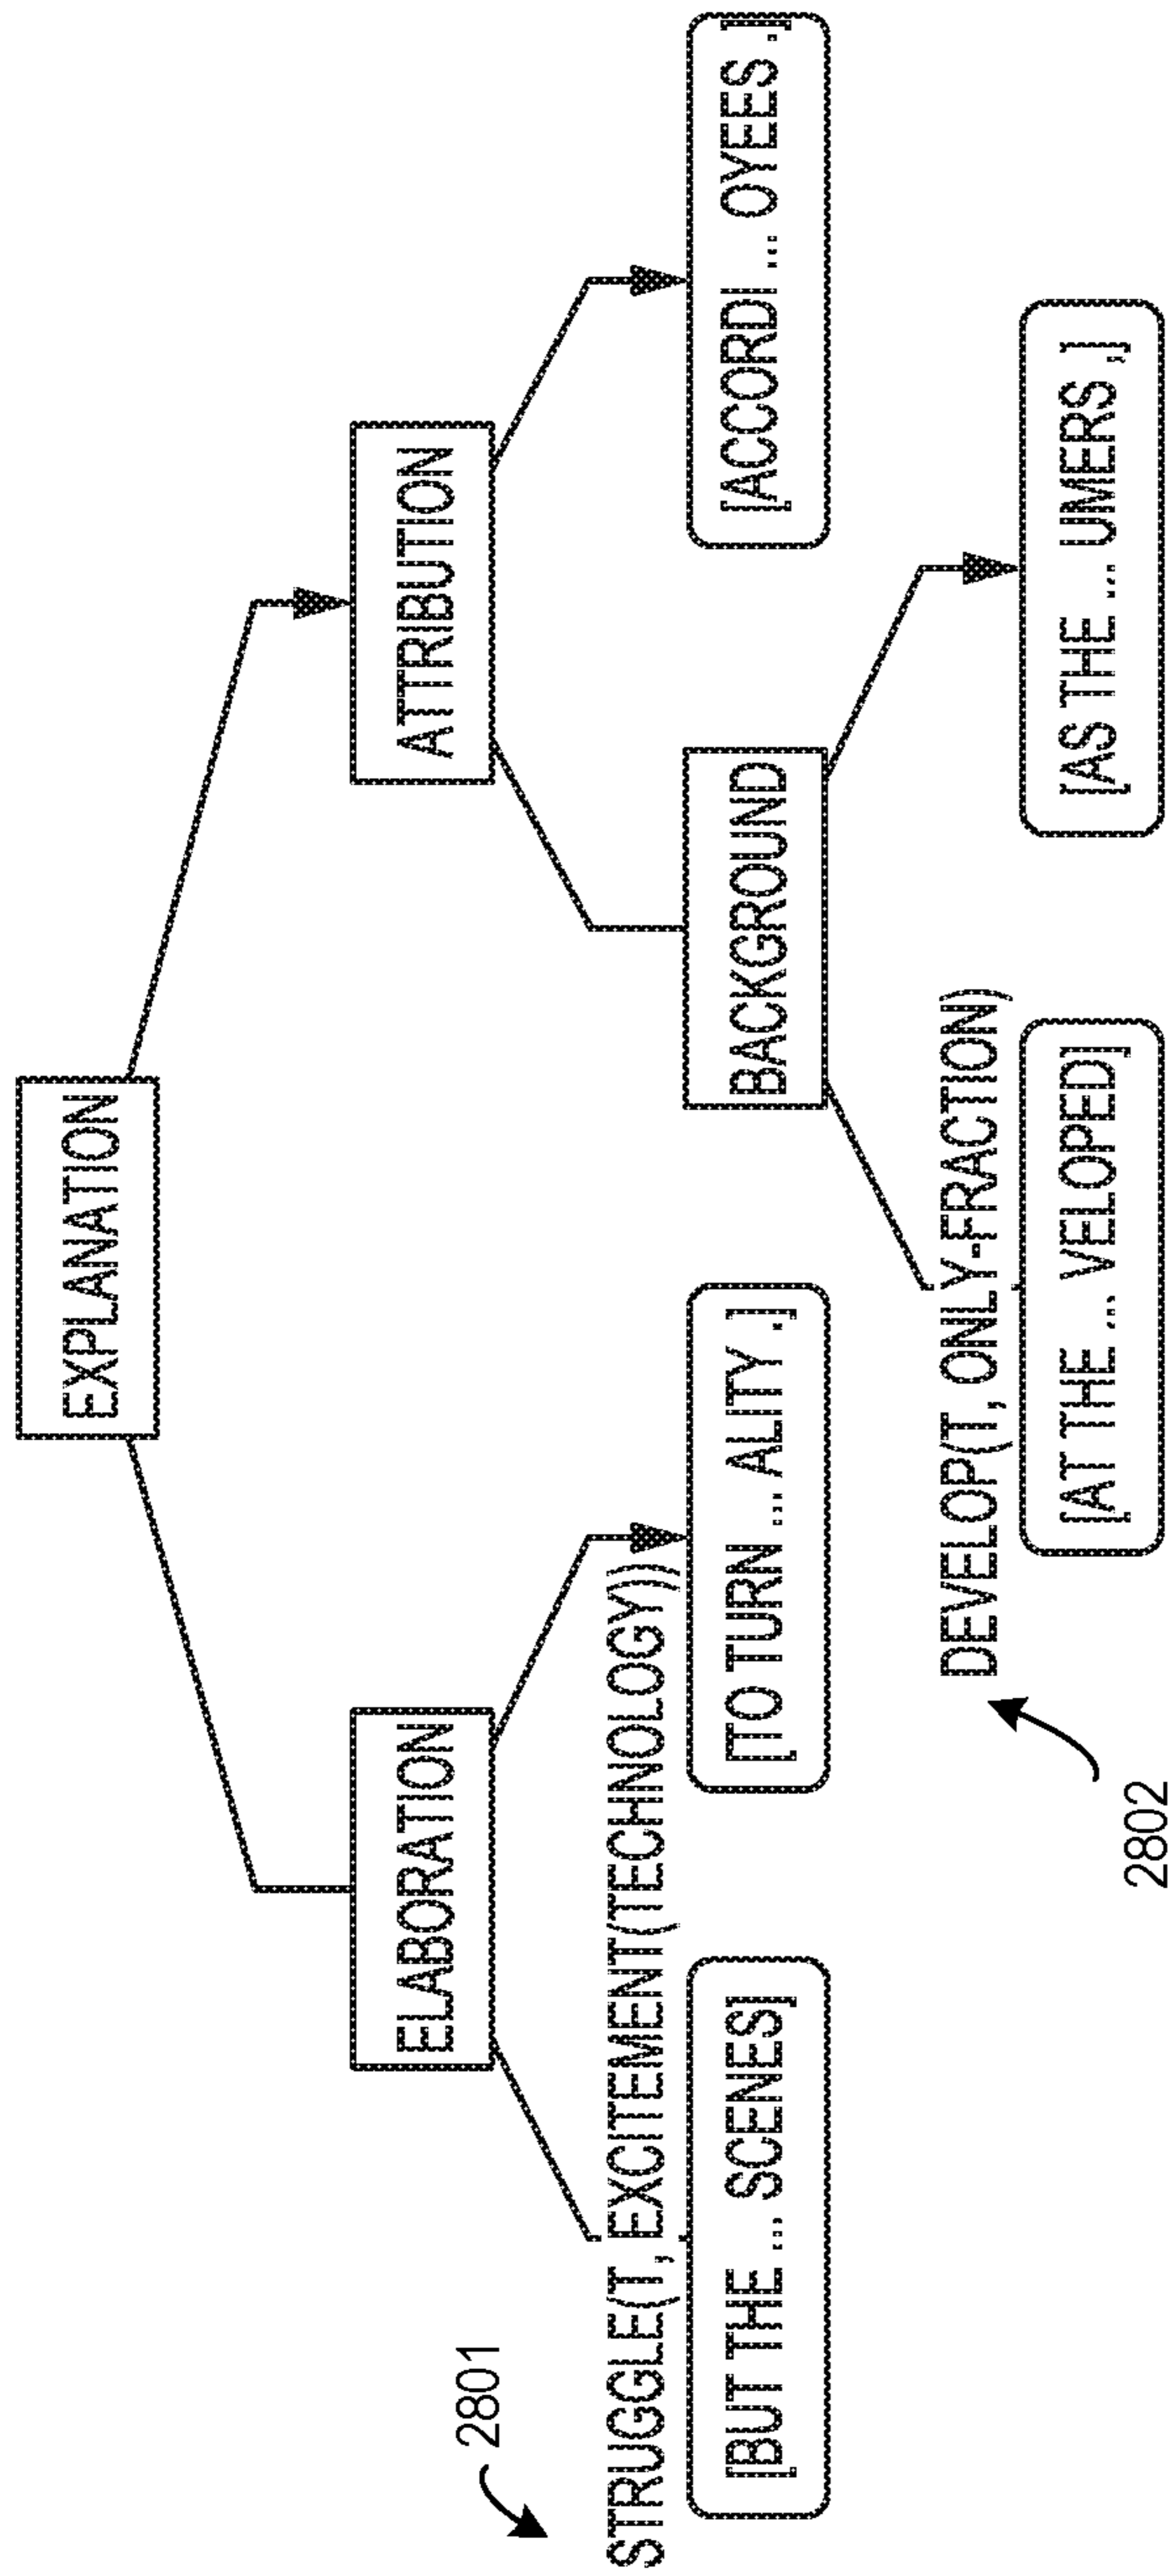 EXPLANATION
ELABORATION
ATTRIBUTION
2801
STRUGGLE(T, EXCITEMENT(TECHNOLOGY))
[BUT THE ... SCENES]
[TO TURN ... ALITY .]
BACKGROUND
[ACCORDI ... OYEES .]
2802
DEVELOP(T, ONLY-FRACTION)
[AT THE ... VELOPED]
[AS THE ... UMERS ,]